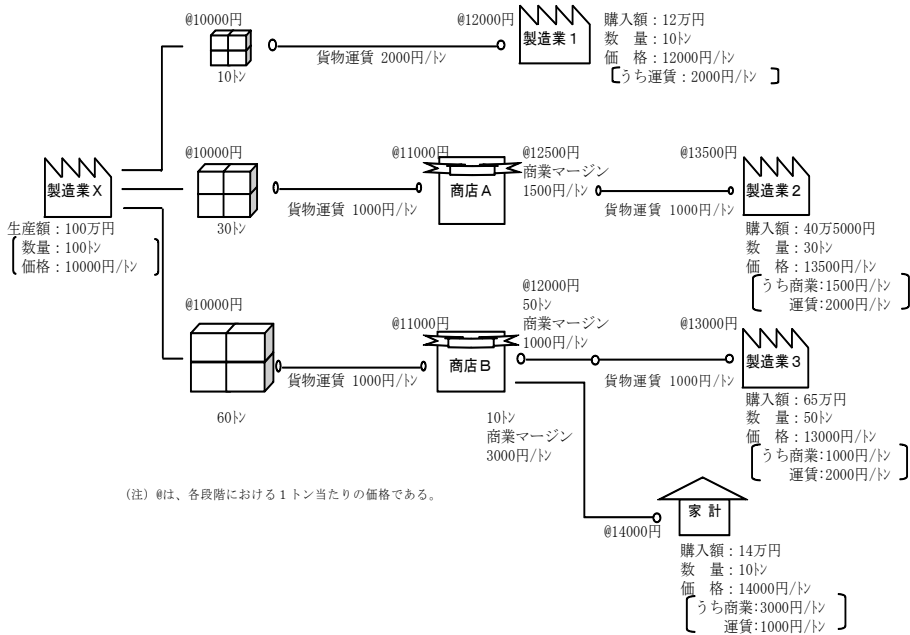 @10000円
10㌧
貨物運賃 2000円/㌧
@12000円
製造業1
購入額：12万円
数　量：10㌧
価　格：12000円/㌧
うち運賃：2000円/㌧
製造業X
生産額：100万円
数量：100㌧
価格：10000円/㌧
@10000円
30㌧
貨物運賃 1000円/㌧
@11000円
商店A
@12500円
商業マージン
1500円/㌧
貨物運賃 1000円/㌧
@13500円
製造業2
購入額：40万5000円
数　量：30㌧
価　格：13500円/㌧
うち商業:1500円/㌧
運賃:2000円/㌧
@10000円
60㌧
貨物運賃 1000円/㌧
@11000円
商店B
@12000円
50㌧
商業マージン
1000円/㌧
貨物運賃 1000円/㌧
@13000円
製造業3
購入額：65万円
数　量：50㌧
価　格：13000円/㌧
うち商業:1000円/㌧
運賃:2000円/㌧
10㌧
商業マージン
3000円/㌧
@14000円
家 計
購入額：14万円
数　量：10㌧
価　格：14000円/㌧
うち商業:3000円/㌧
運賃:1000円/㌧
(注) @は、各段階における1トン当たりの価格である。